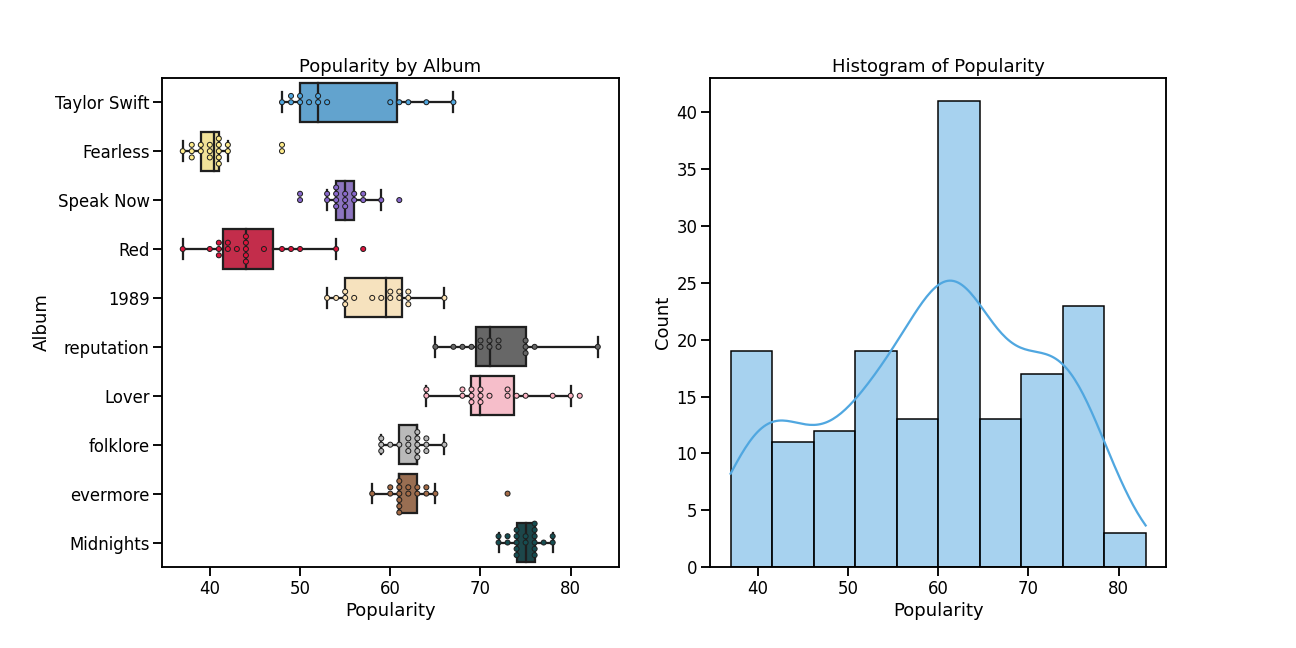 Popularity by Album
Album
Taylor Swift
Fearless
Speak Now
Red
1989
reputation
Lover
folklore
evermore
Midnights
40 50 60 70 80
Popularity
Histogram of Popularity
Count
40
35
30
25
20
15
10
5
0
40 50 60 70 80
Popularity